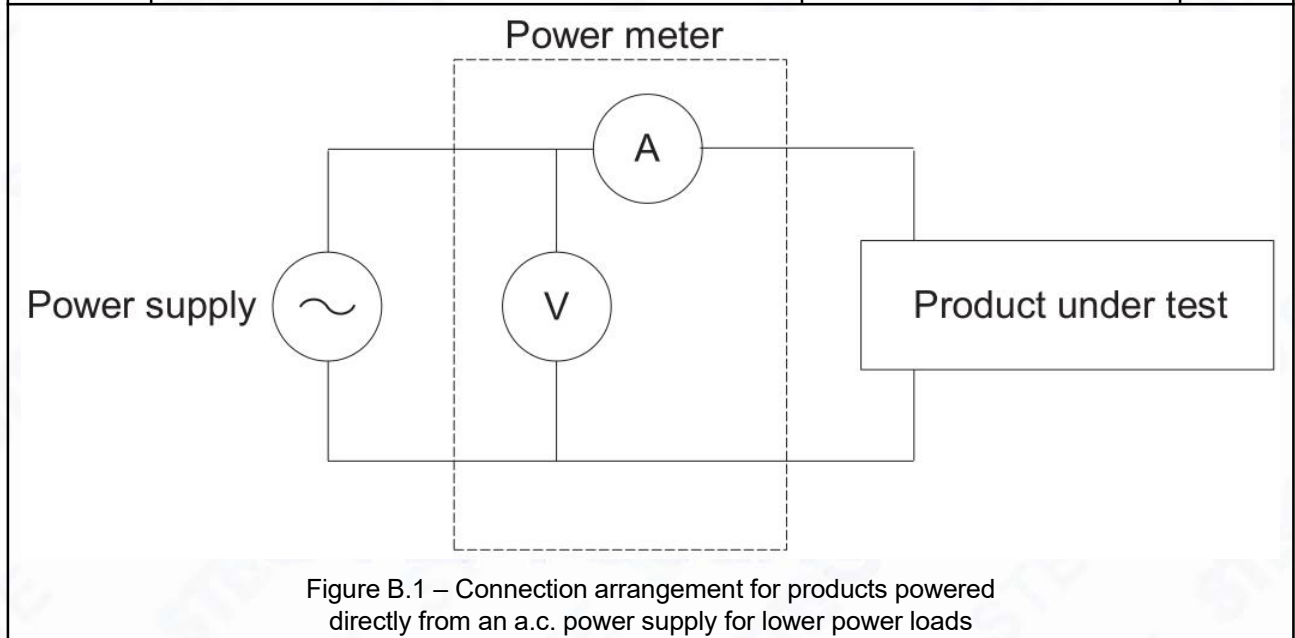 Power meter
A
Power supply
V
Product under test
Figure B.1 – Connection arrangement for products powered
directly from an a.c. power supply for lower power loads